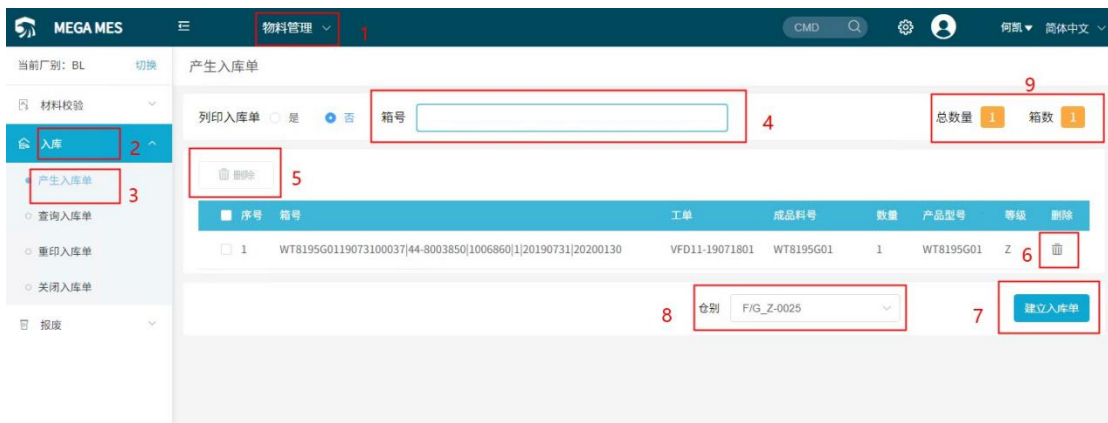 MEGA MES 物料管理 1 CMD 何凯 简体中文
当前厂别：BL 切换 产生入库单
9
材料校验 列印入库单 是 否 箱号 4 总数量 1 箱数 1
入库 2
删除 5
产生入库单 3
序号 箱号 工单 成品料号 数量 产品型号 等级 删除
查询入库单
1 WT8195G0119073100037|44-8003850|1006860|1|20190731|20200130 VFD11-19071801 WT8195G01 1 WT8195G01 Z 6
重印入库单
关闭入库单
8 仓别 F/G_Z-0025 7 建立入库单
报废